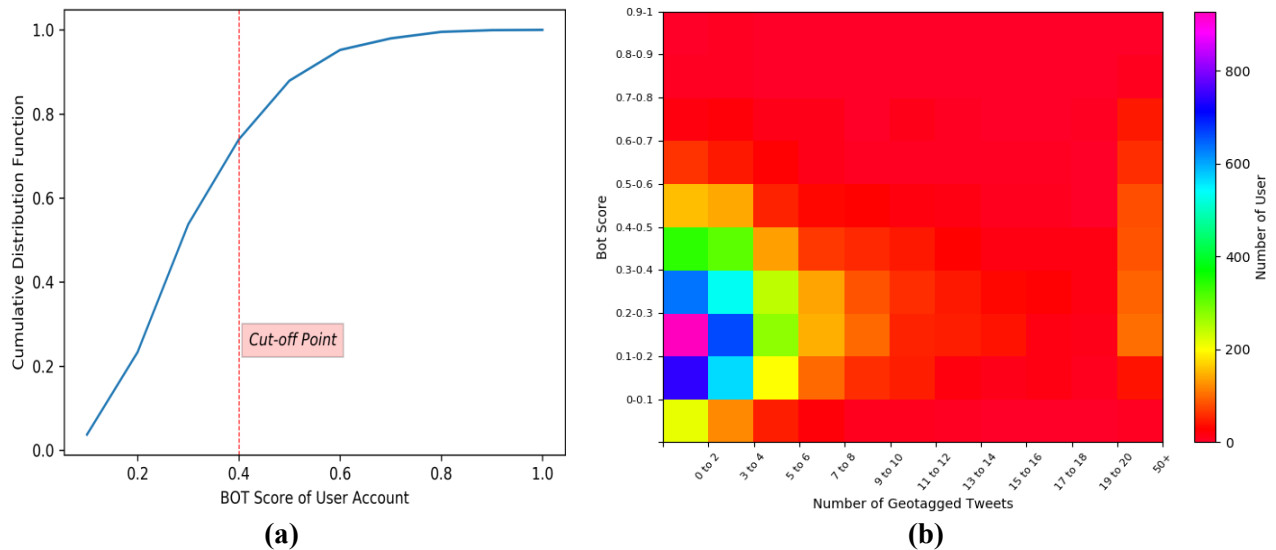 1.0
0.8
0.6
0.4
0.2
0.0
Cumulative Distribution Function
Cut-off Point
0.2 0.4 0.6 0.8 1.0
BOT Score of User Account
(a)
0.9-1
0.8-0.9
0.7-0.8
0.6-0.7
0.5-0.6
0.4-0.5
0.3-0.4
0.2-0.3
0.1-0.2
0-0.1
Bot Score
0 to 2 3 to 4 5 to 6 7 to 8 9 to 10 11 to 12 13 to 14 15 to 16 17 to 18 19 to 20 50+
Number of Geotagged Tweets
800
600
400
200
0
Number of User
(b)